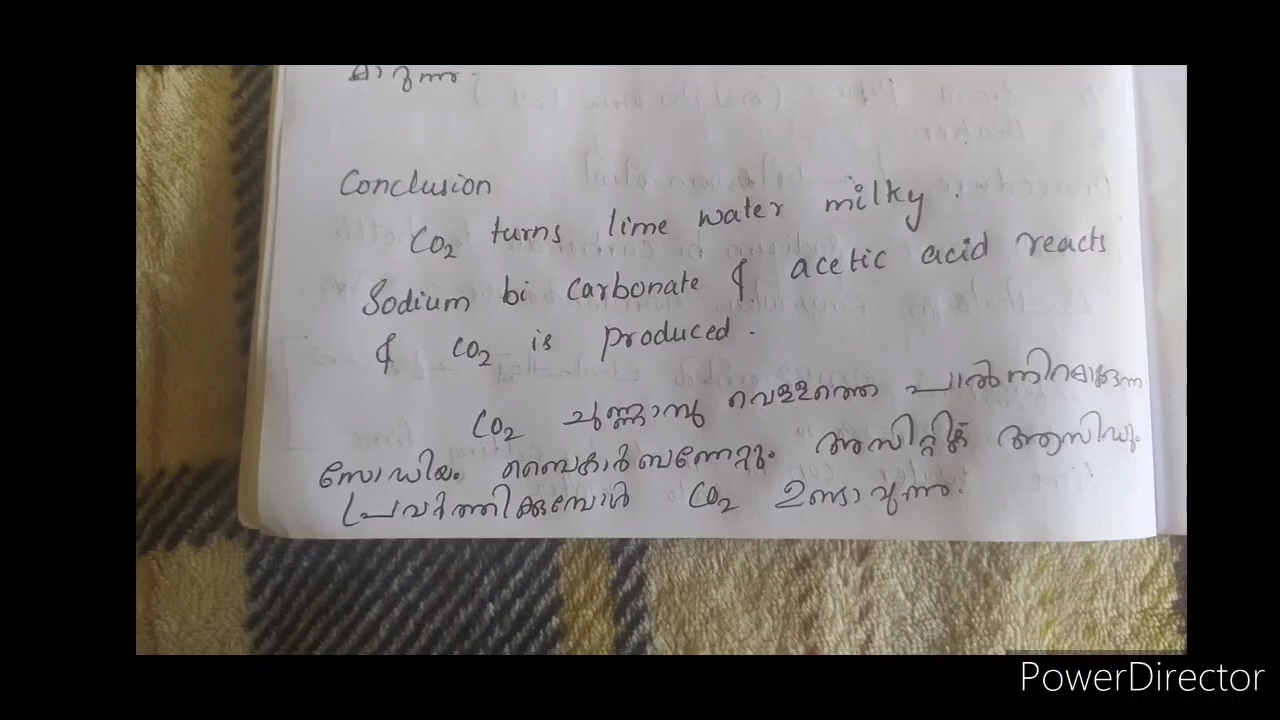 മാറുന്നു.
Conclusion
CO2 turns lime water milky.
Sodium bi carbonate & acetic acid reacts
& CO2 is produced.
CO2 ചുണ്ണാമ്പു വെള്ളത്തെ പാൽനിറമാക്കുന്നു
സോഡിയം ബൈകാർബണേറ്റും അസിറ്റിക് ആസിഡും
പ്രവർത്തിക്കുമ്പോൾ CO2 ഉണ്ടാവുന്നു.
PowerDirector